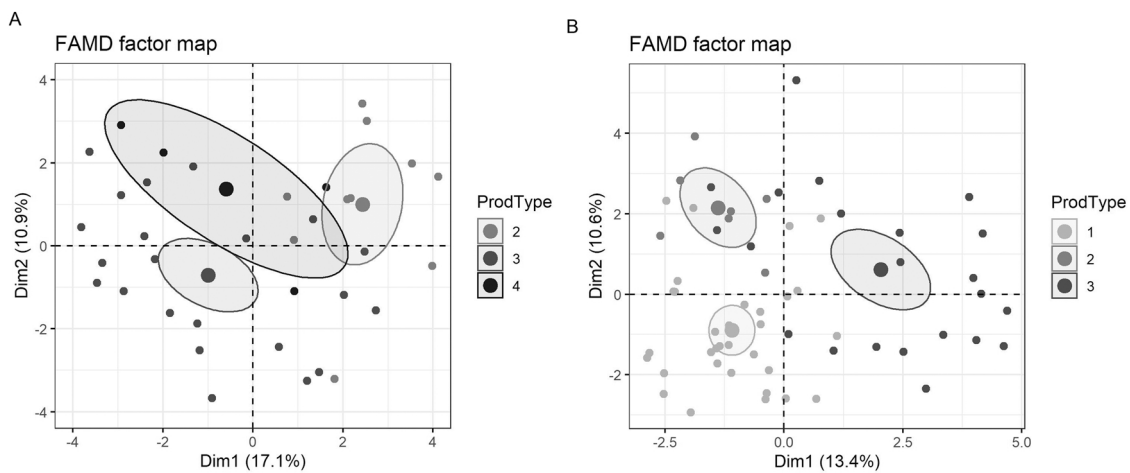 A
FAMD factor map
4
2
0
-2
-4
Dim2 (10.9%)
-4
-2
0
2
4
Dim1 (17.1%)
ProdType
2
3
4
B
FAMD factor map
4
2
0
-2
Dim2 (10.6%)
-2.5
0.0
2.5
5.0
Dim1 (13.4%)
ProdType
1
2
3